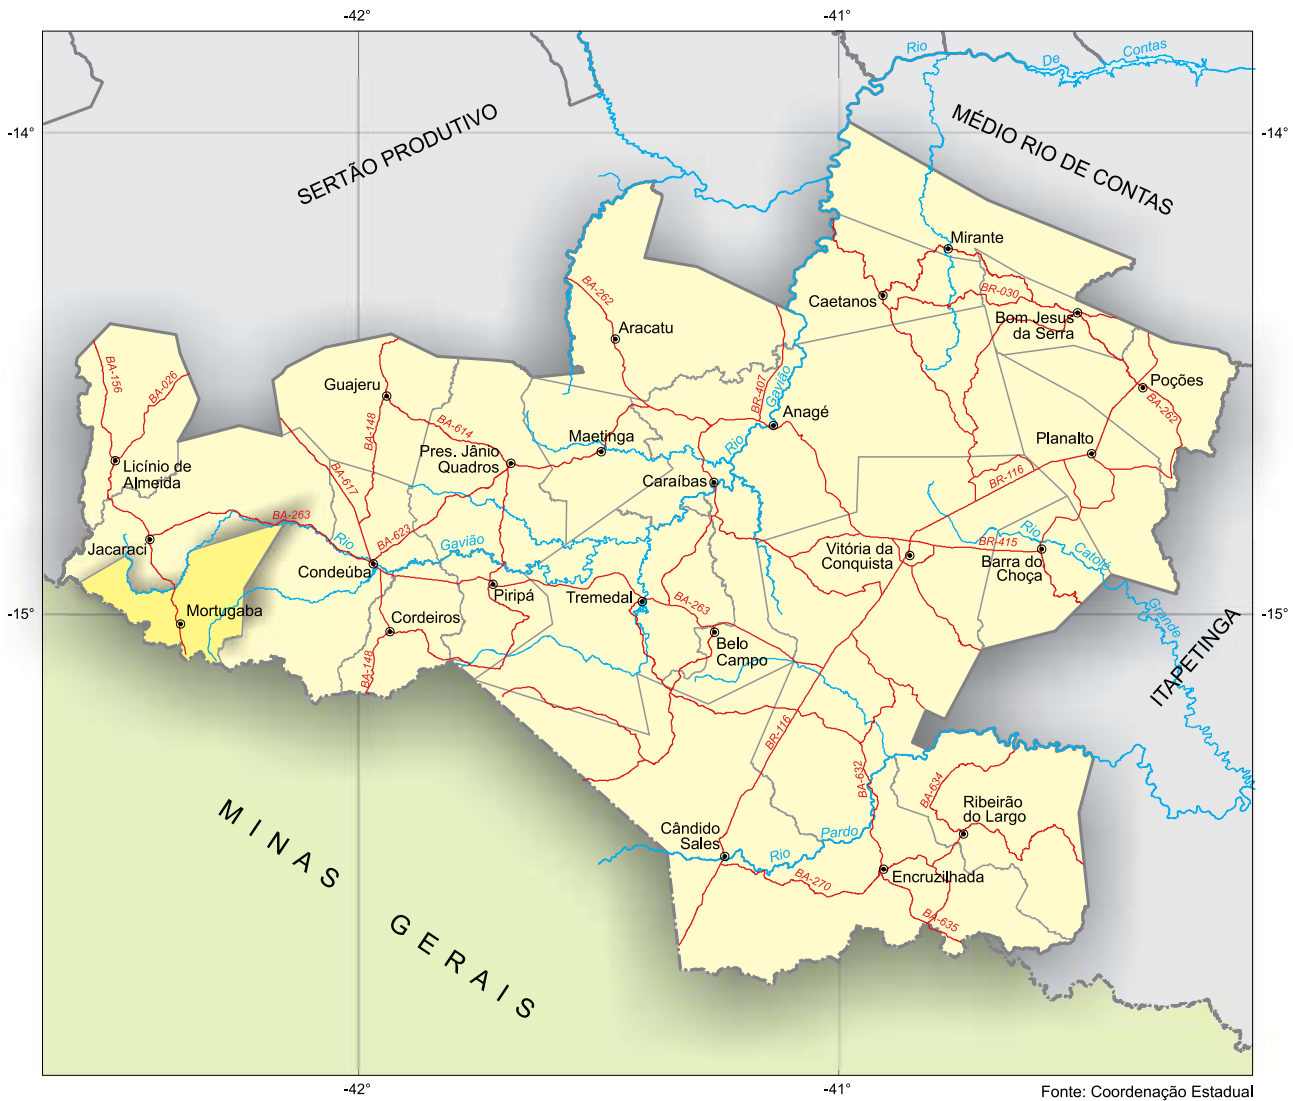 -42°
-41°
Rio
De
Contas
-14°
-14°
SERTÃO PRODUTIVO
MÉDIO RIO DE CONTAS
Mirante
BA-262
BR-030
Caetanos
Bom Jesus
da Serra
Aracatu
BA-156
BA-026
Guajeru
BR-407
Gavião
Poções
BA-262
BA-148
BA-614
Anagé
Maetinga
Rio
Planalto
Pres. Jânio
Quadros
Licínio de
Almeida
BA-617
Caraíbas
BR-116
BA-263
Rio
BA-623
Gavião
Jacaraci
Condeúba
Vitória da
Conquista
BR-415
Barra do
Choça
Rio
Catolé
Grande
Piripá
Tremedal
BA-263
-15°
-15°
Mortugaba
Cordeiros
Belo
Campo
BA-148
ITAPETINGA
BR-116
BA-632
BA-634
Ribeirão
do Largo
Cândido
Sales
Rio
Pardo
BA-270
Encruzilhada
BA-635
MINAS GERAIS
-42°
-41°
Fonte: Coordenação Estadual